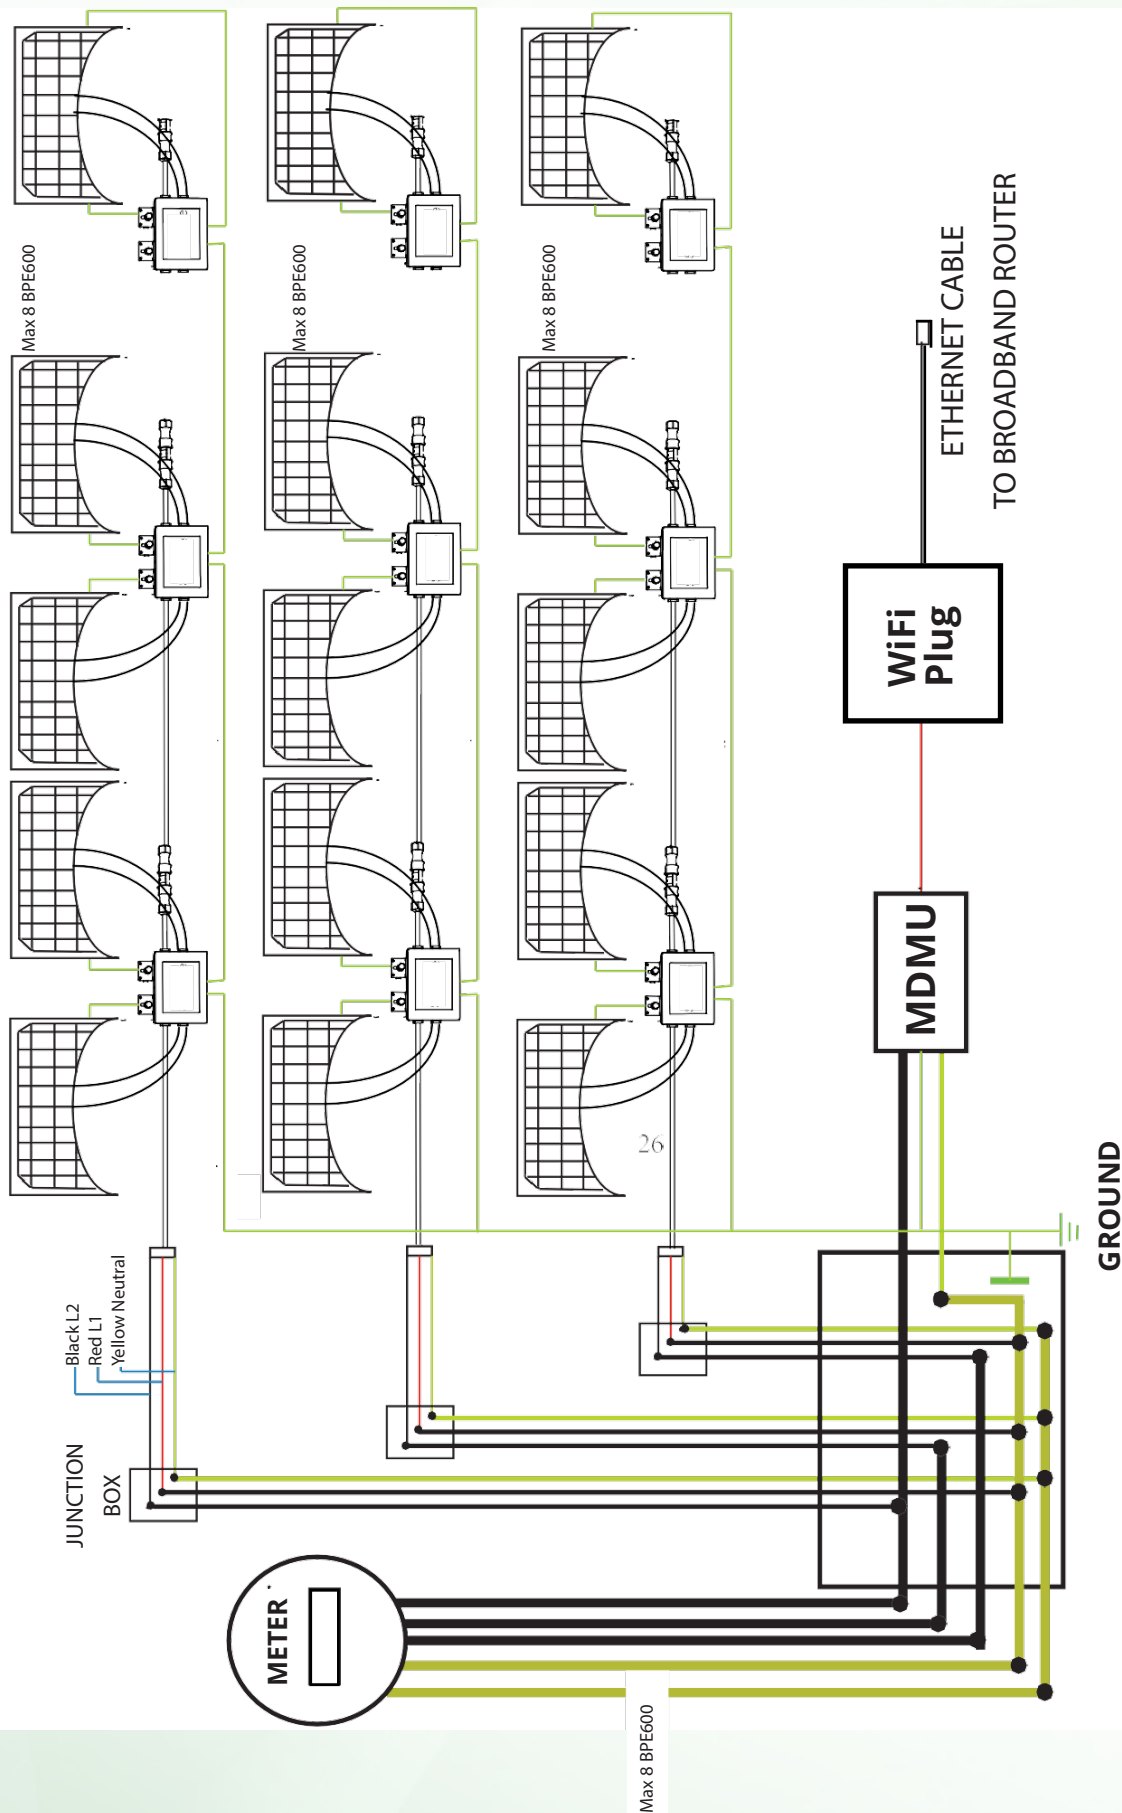 Max 8 BPE600
Max 8 BPE600
Max 8 BPE600
ETHERNET CABLE
TO BROADBAND ROUTER
WiFi
Plug
MDMU
26
GROUND
Black L2
Red L1
Yellow Neutral
JUNCTION
BOX
METER
Max 8 BPE600